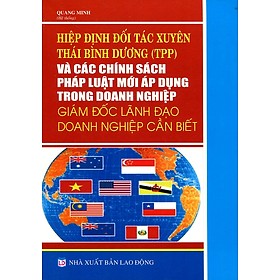 QUANG MINH
(Hệ thống)
HIỆP ĐỊNH ĐỐI TÁC XUYÊN
THÁI BÌNH DƯƠNG (TPP)
VÀ CÁC CHÍNH SÁCH
PHÁP LUẬT MỚI ÁP DỤNG
TRONG DOANH NGHIỆP
GIÁM ĐỐC LÃNH ĐẠO
DOANH NGHIỆP CẦN BIẾT
NHÀ XUẤT BẢN LAO ĐỘNG